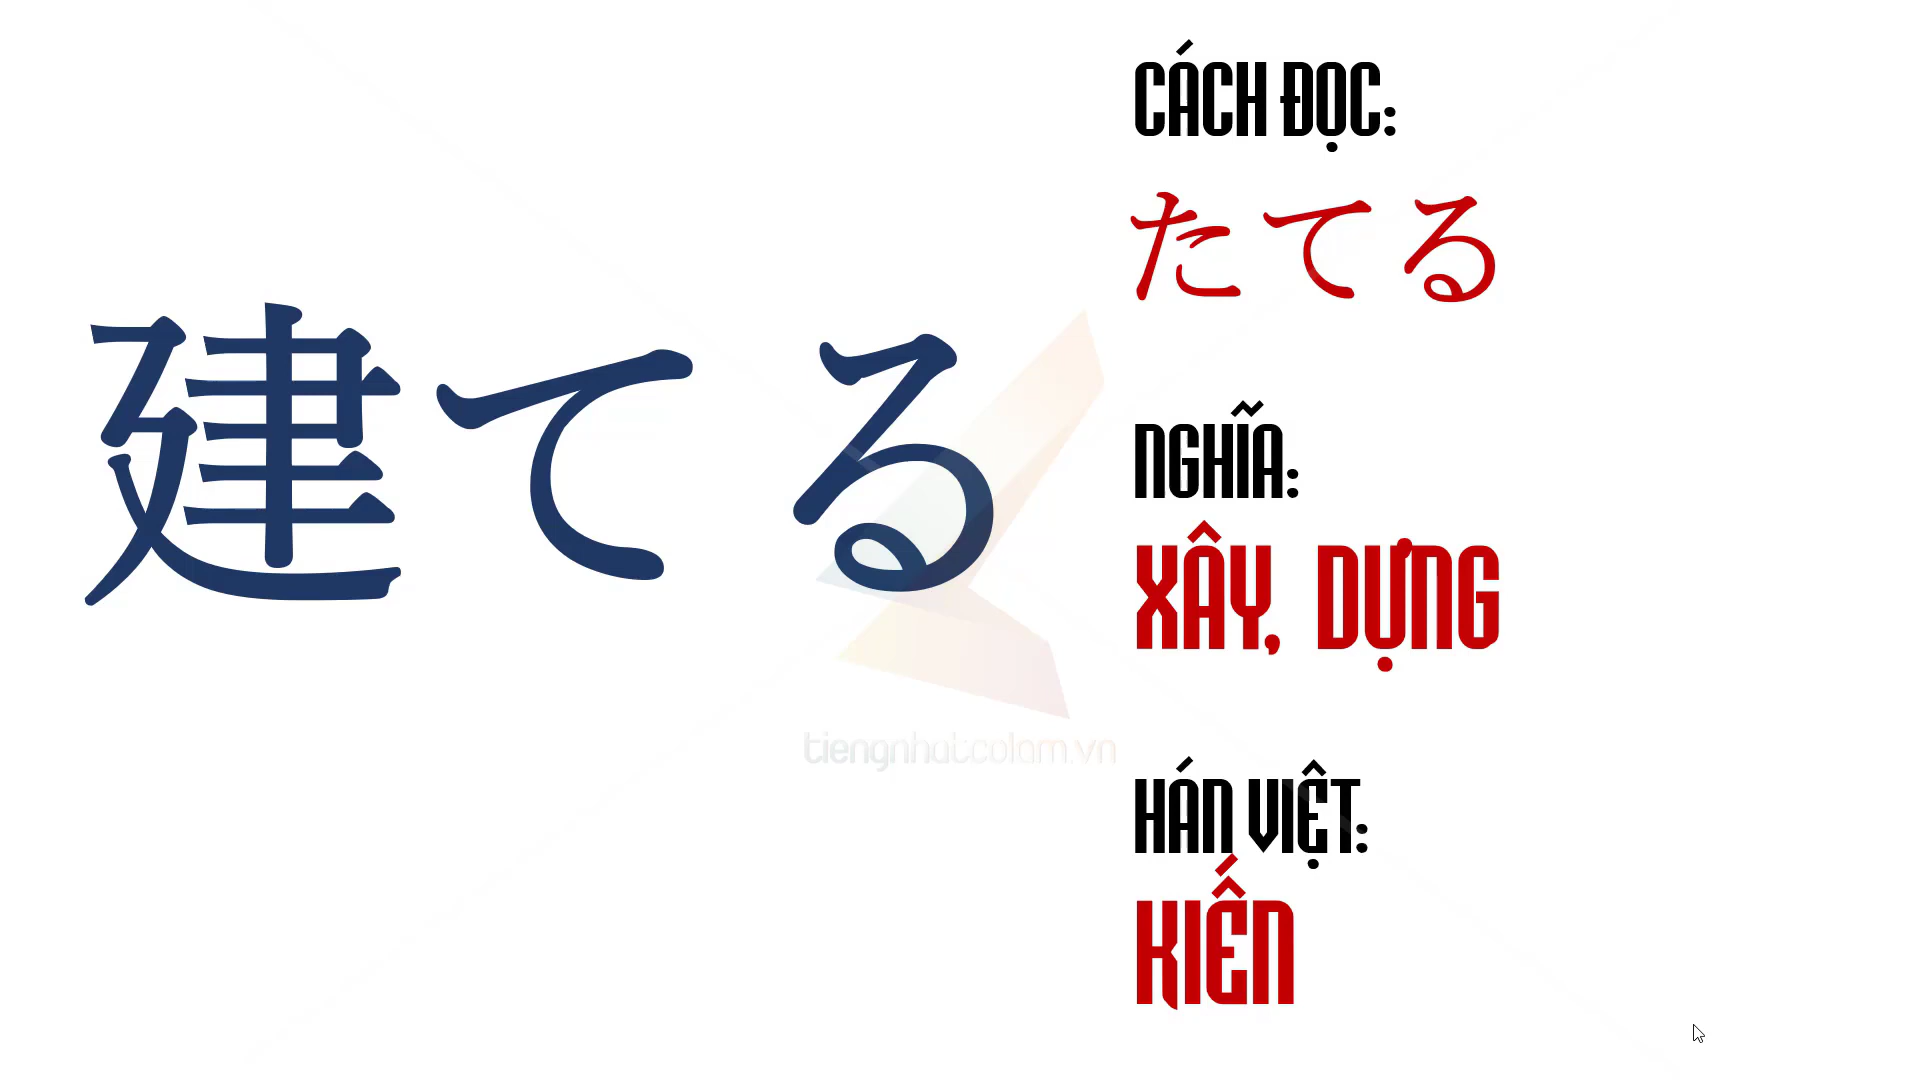 建てる
CÁCH ĐỌC:
たてる
NGHĨA:
XÂY, DỰNG
HÁN VIỆT:
KIẾN
tiengnhatcolam.vn